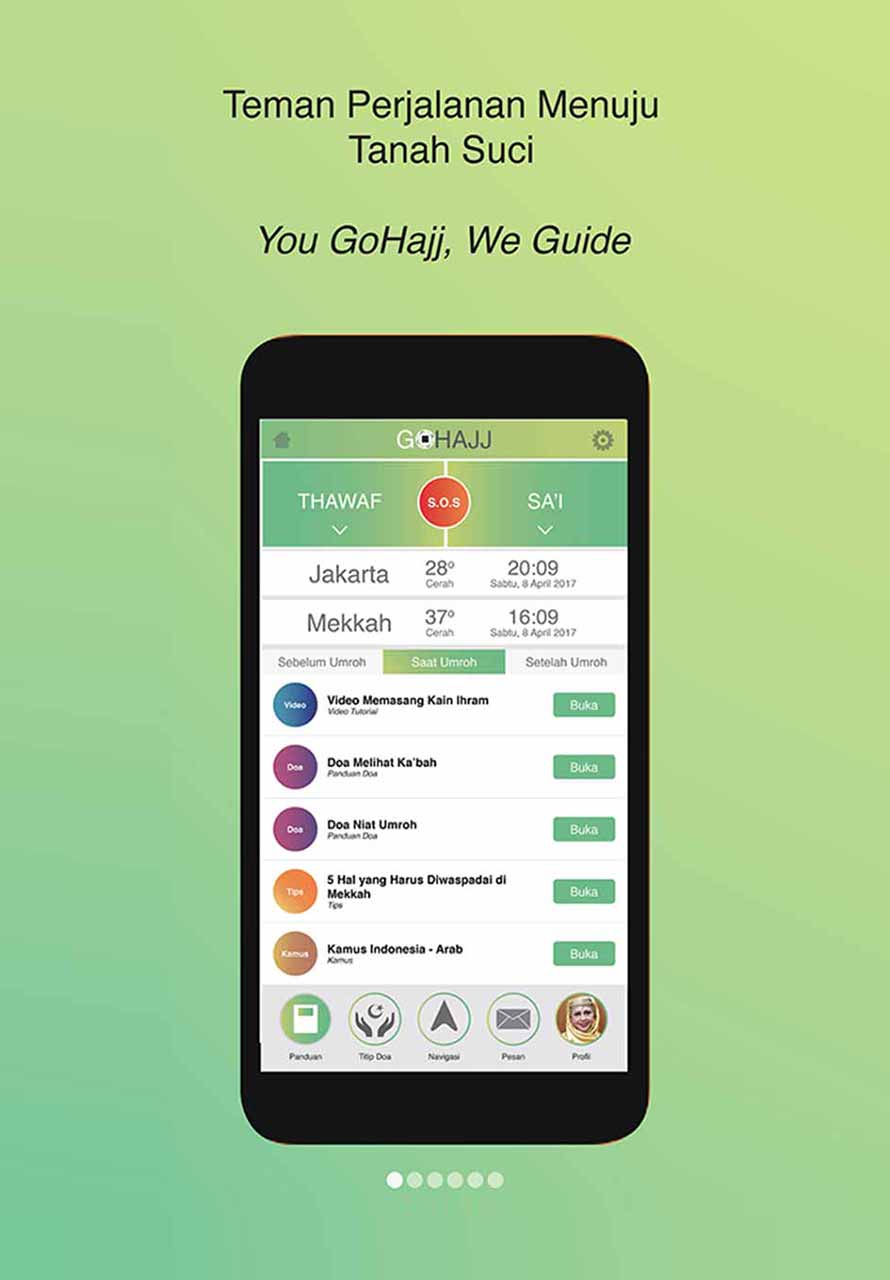 Teman Perjalanan Menuju
Tanah Suci
You GoHajj, We Guide
GOHAJJ
THAWAF
S.O.S
SA'I
Jakarta
28º
Cerah
20:09
Sabtu, 8 April 2017
Mekkah
37º
Cerah
16:09
Sabtu, 8 April 2017
Sebelum Umroh
Saat Umroh
Setelah Umroh
Video
Video Memasang Kain Ihram
Video Tutorial
Buka
Doa
Doa Melihat Ka'bah
Panduan Doa
Buka
Doa
Doa Niat Umroh
Panduan Doa
Buka
Tips
5 Hal yang Harus Diwaspadai di
Mekkah
Tips
Buka
Kamus
Kamus Indonesia - Arab
Kamus
Buka
Panduan
Titip Doa
Navigasi
Pesan
Profil